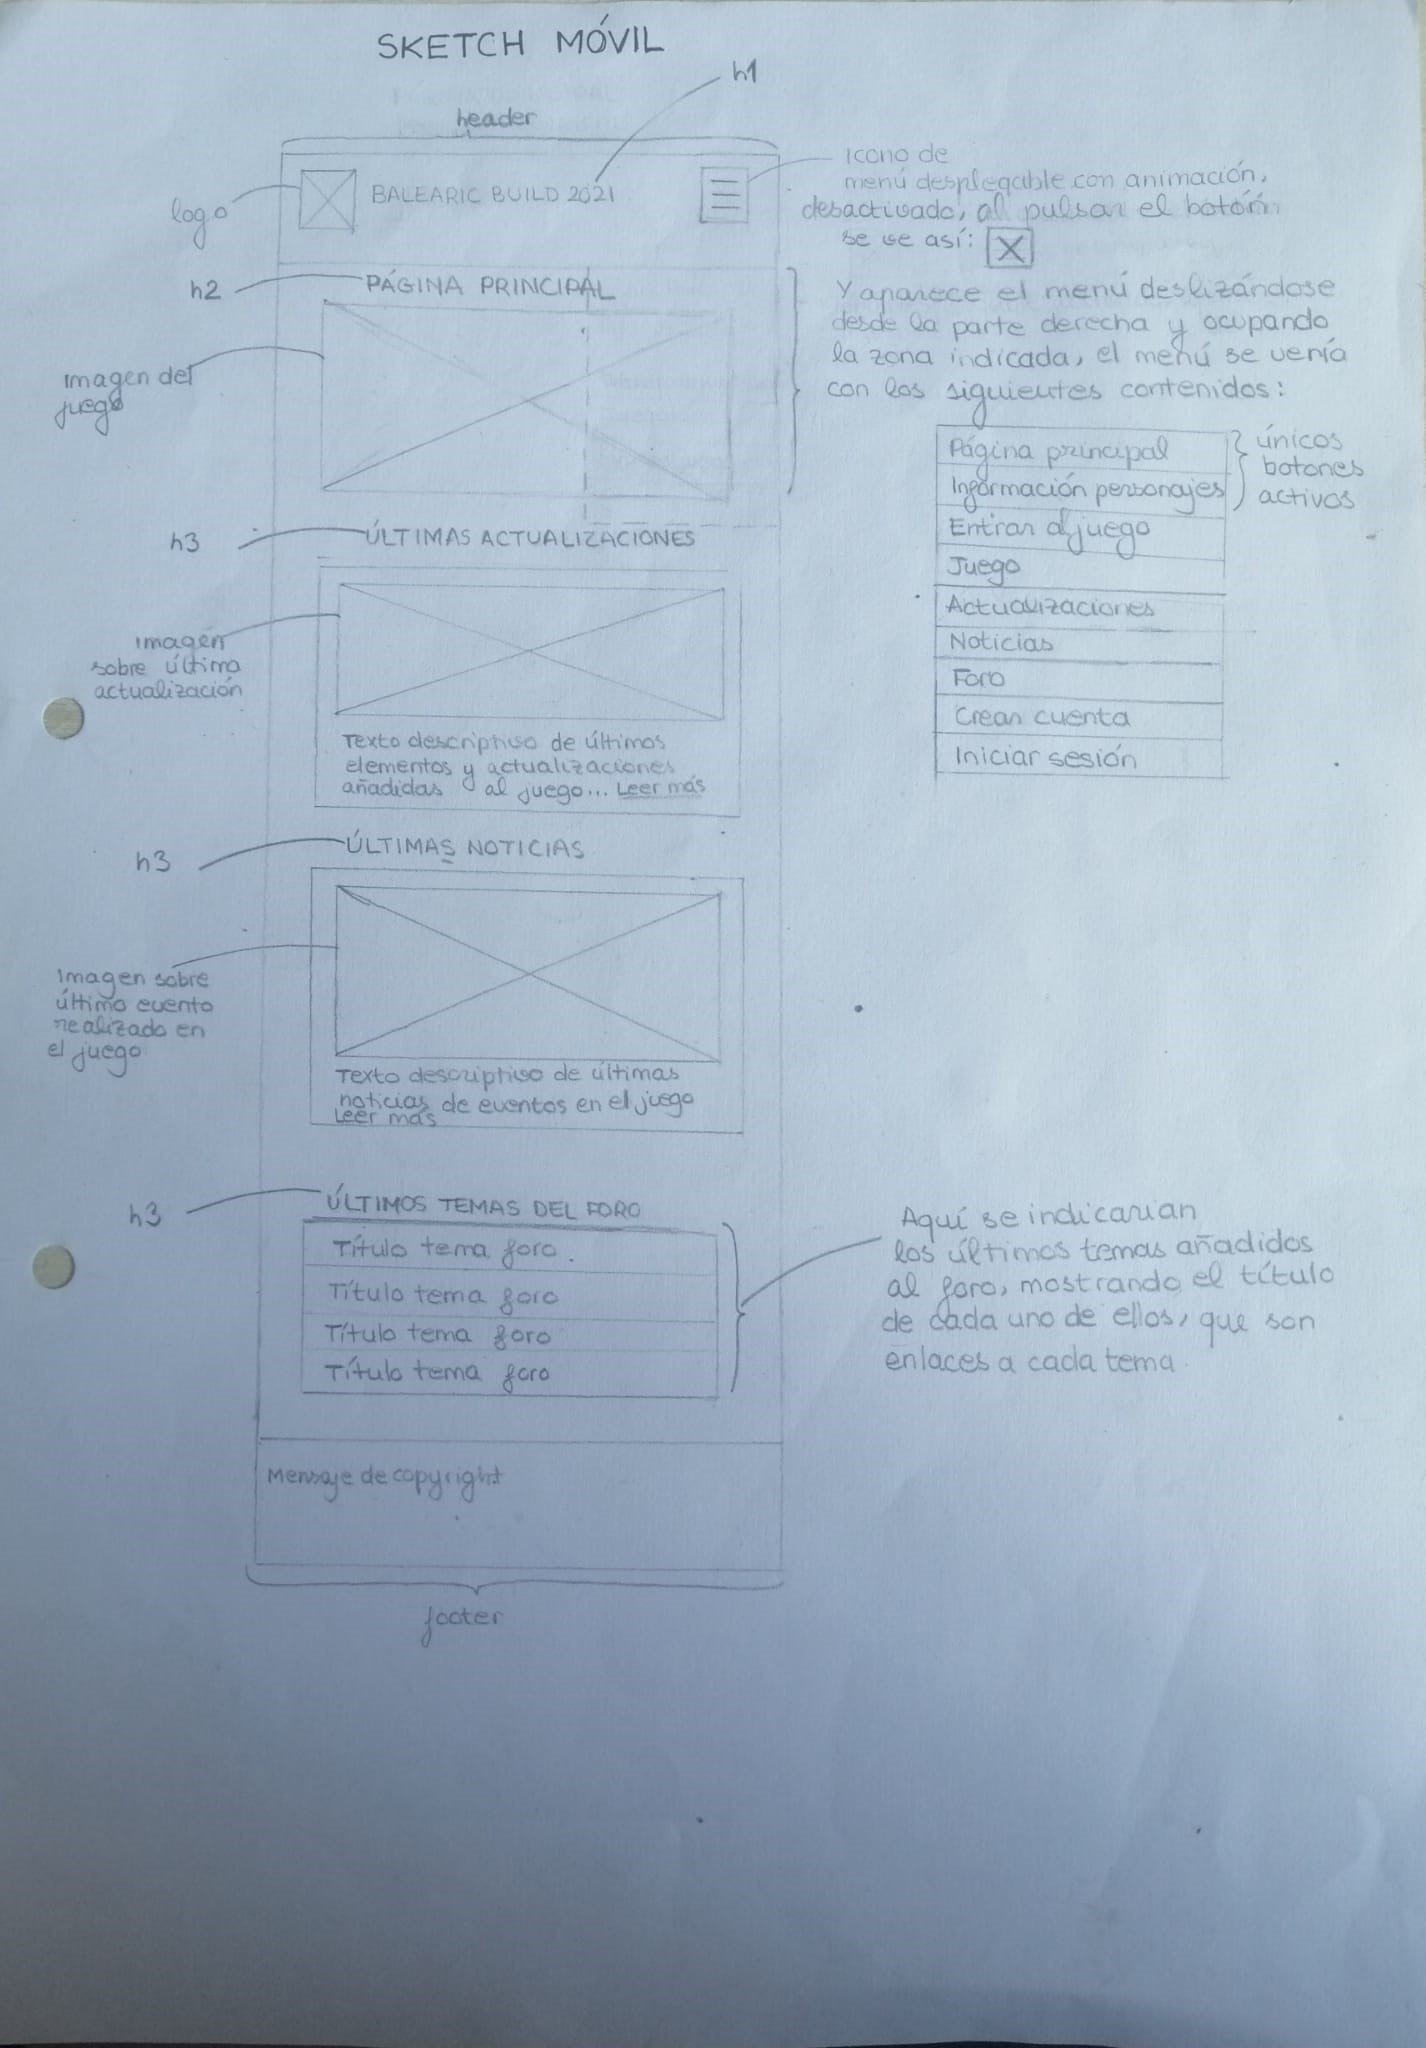 SKETCH MÓVIL
h1
header
logo
BALEARIC BUILD 2021
Icono de
menú desplegable con animación,
desactivado, al pulsar el botón
se ve así: X
Y aparece el menú deslizándose
desde la parte derecha y ocupando
la zona indicada, el menú se vería
con los siguientes contenidos:
Página principal
Información personajes
Entrar al juego
Juego
Actualizaciones
Noticias
Foro
Crear cuenta
Iniciar sesión
únicos
botones
activos
h2
PÁGINA PRINCIPAL
Imagen del
juego
h3
ÚLTIMAS ACTUALIZACIONES
Imagen
sobre última
actualización
Texto descriptivo de últimos
elementos y actualizaciones
añadidas al juego... Leer más
h3
ÚLTIMAS NOTICIAS
Imagen sobre
último evento
realizado en
el juego
Texto descriptivo de últimas
noticias de eventos en el juego
Leer más
h3
ÚLTIMOS TEMAS DEL FORO
Título tema foro.
Título tema foro
Título tema foro
Título tema foro
Aquí se indicarían
los últimos temas añadidos
al foro, mostrando el título
de cada uno de ellos, que son
enlaces a cada tema.
Mensaje de copyright
footer